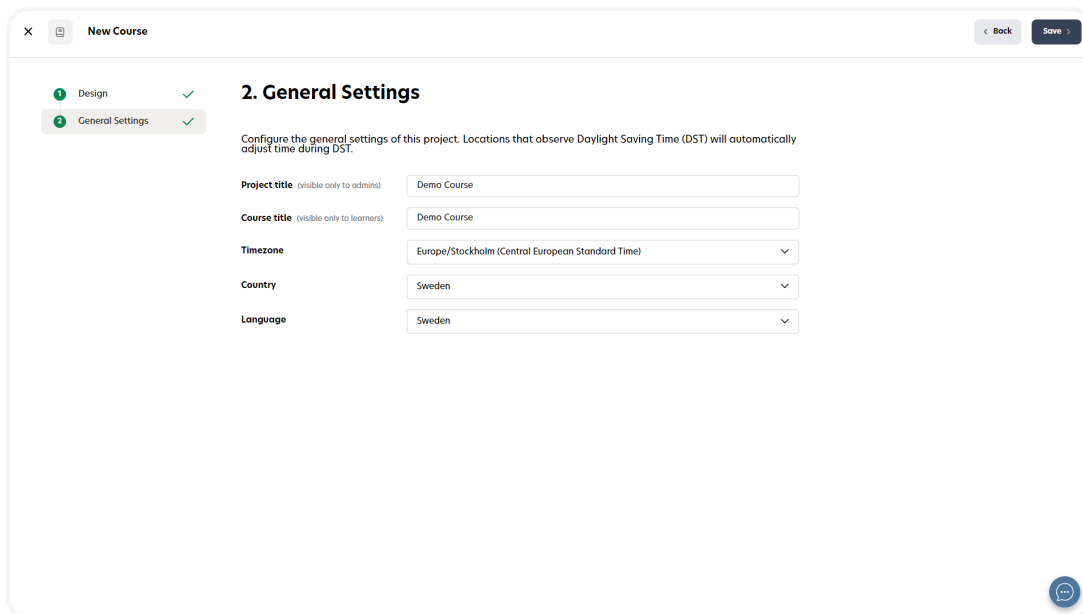 New Course
Back
Save
1 Design
2 General Settings
2. General Settings
Configure the general settings of this project. Locations that observe Daylight Saving Time (DST) will automatically
adjust time during DST.
Project title (visible only to admins) Demo Course
Course title (visible only to learners) Demo Course
Timezone Europe/Stockholm (Central European Standard Time)
Country Sweden
Language Sweden